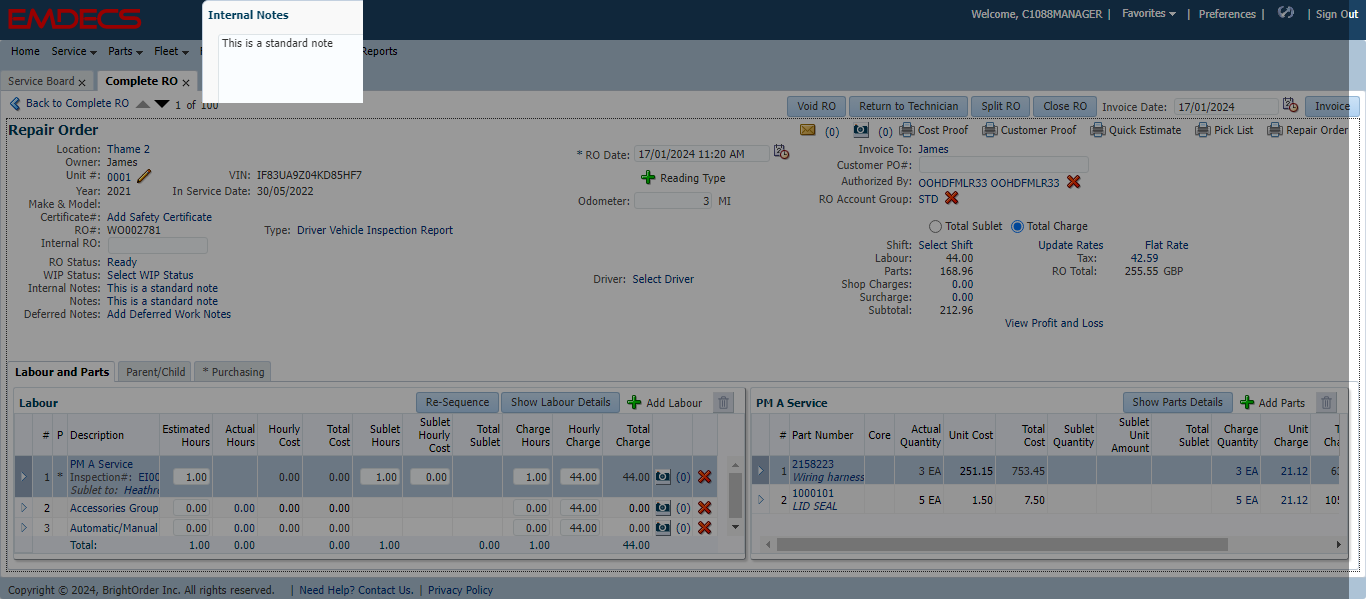 EMDECS
Welcome, C1088MANAGER | Favorites | Preferences | Sign Out
Internal Notes
This is a standard note
Home Service Parts Fleet Reports
Service Board x Complete RO x
Back to Complete RO 1 of 100
Void RO Return to Technician Split RO Close RO Invoice Date: 17/01/2024 Invoice
Repair Order
(0) (0) Cost Proof Customer Proof Quick Estimate Pick List Repair Order
Location: Thame 2
Owner: James
Unit #: 0001 VIN: IF83UA9Z04KD85HF7
Year: 2021 In Service Date: 30/05/2022
Make & Model:
Certificate#: Add Safety Certificate
RO#: WO002781 Type: Driver Vehicle Inspection Report
Internal RO:
RO Status: Ready
WIP Status: Select WIP Status
Internal Notes: This is a standard note
Notes: This is a standard note
Deferred Notes: Add Deferred Work Notes
* RO Date: 17/01/2024 11:20 AM
Reading Type
Odometer: 3 MI
Driver: Select Driver
Invoice To: James
Customer PO#:
Authorized By: OOHDFMLR33 OOHDFMLR33
RO Account Group: STD
Total Sublet Total Charge
Shift: Select Shift Update Rates Flat Rate
Labour: 44.00 Tax: 42.59
Parts: 168.96 RO Total: 255.55 GBP
Shop Charges: 0.00
Surcharge: 0.00
Subtotal: 212.96
View Profit and Loss
Labour and Parts Parent/Child * Purchasing
Labour Re-Sequence Show Labour Details Add Labour
# P Description Estimated Hours Actual Hours Hourly Cost Total Cost Sublet Hours Sublet Hourly Cost Total Sublet Charge Hours Hourly Charge Total Charge
1 * PM A Service 1.00 0.00 0.00 1.00 0.00 1.00 44.00 44.00 (0)
Inspection#: EI00
Sublet to: Heathr
2 Accessories Group 0.00 0.00 0.00 0.00 0.00 44.00 0.00 (0)
3 Automatic/Manual 0.00 0.00 0.00 0.00 0.00 44.00 0.00 (0)
Total: 1.00 0.00 0.00 1.00 0.00 1.00 44.00
PM A Service Show Parts Details Add Parts
# Part Number Core Actual Quantity Unit Cost Total Cost Sublet Quantity Sublet Unit Amount Total Sublet Charge Quantity Unit Charge
1 2158223 3 EA 251.15 753.45 3 EA 21.12
Wiring harness
2 1000101 5 EA 1.50 7.50 5 EA 21.12
LID SEAL
Copyright © 2024, BrightOrder Inc. All rights reserved. | Need Help? Contact Us. | Privacy Policy